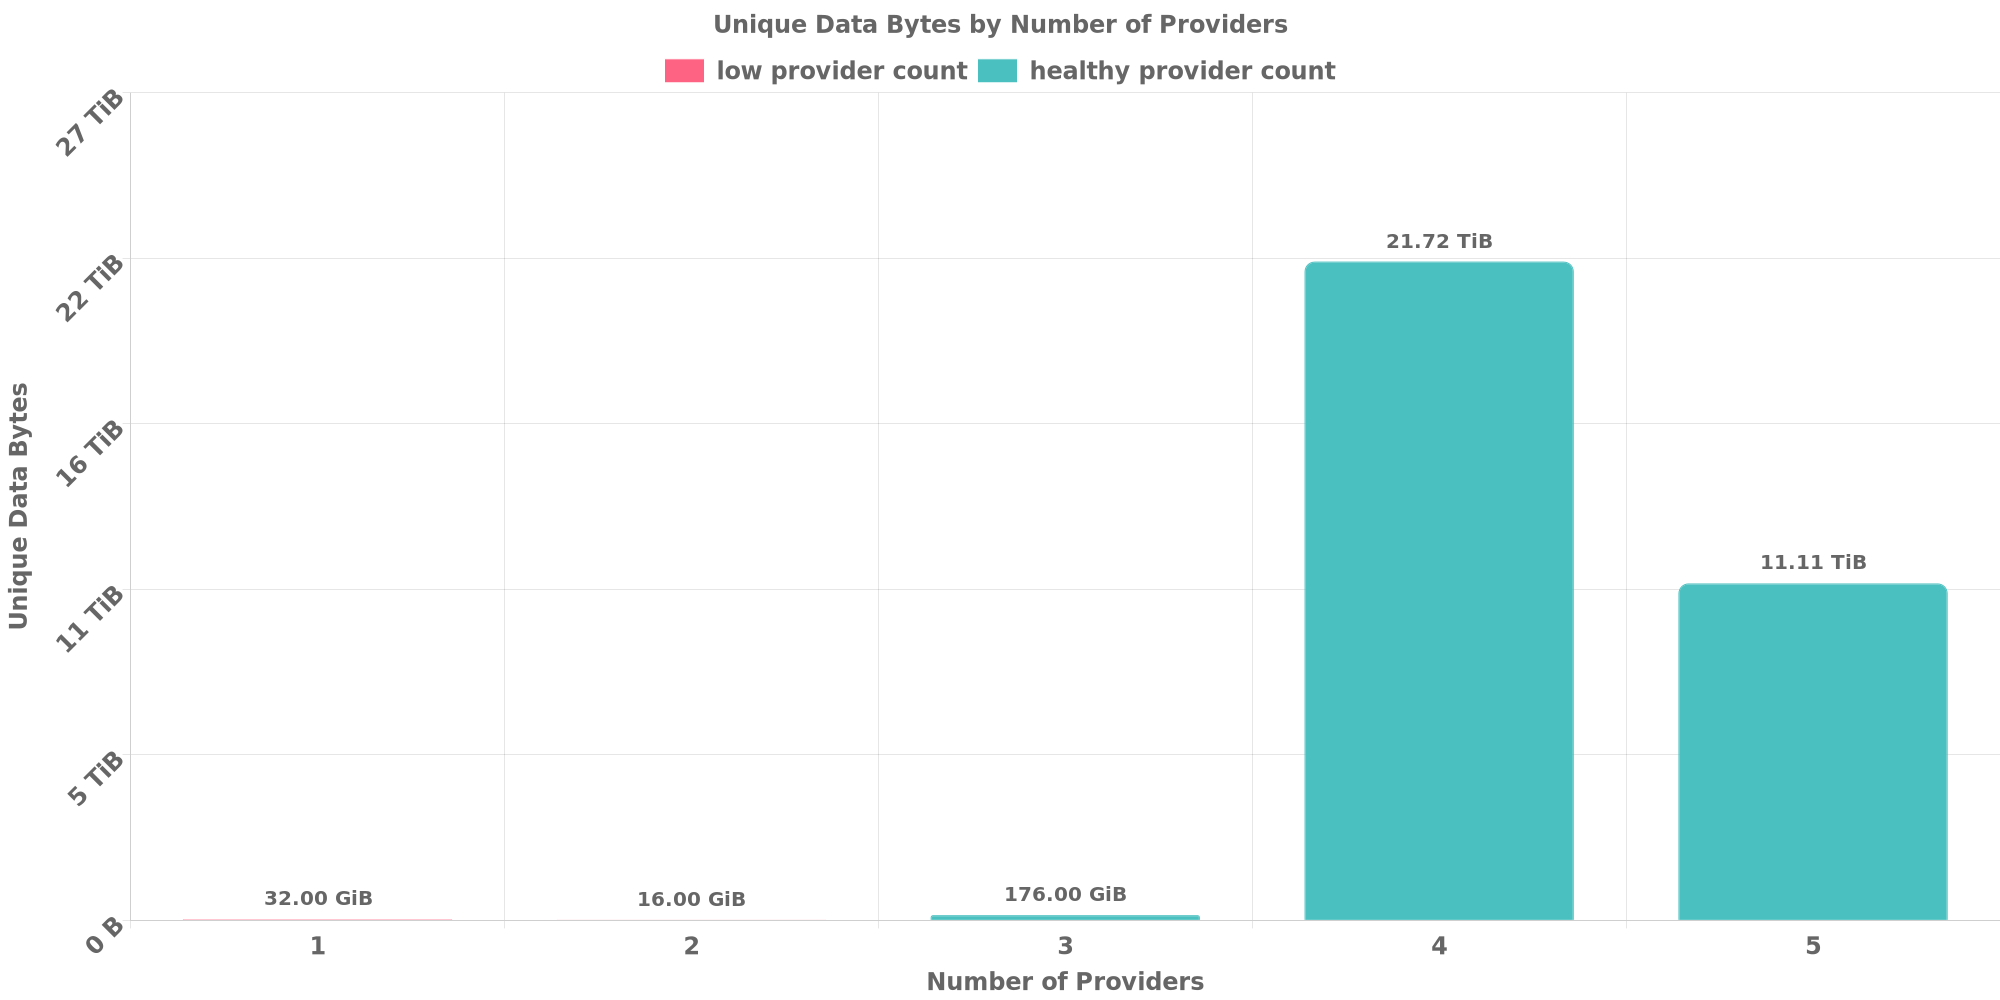 Unique Data Bytes by Number of Providers
low provider count healthy provider count
27 TiB
22 TiB
16 TiB
11 TiB
5 TiB
0 B
Unique Data Bytes
32.00 GiB
16.00 GiB
176.00 GiB
21.72 TiB
11.11 TiB
1 2 3 4 5
Number of Providers